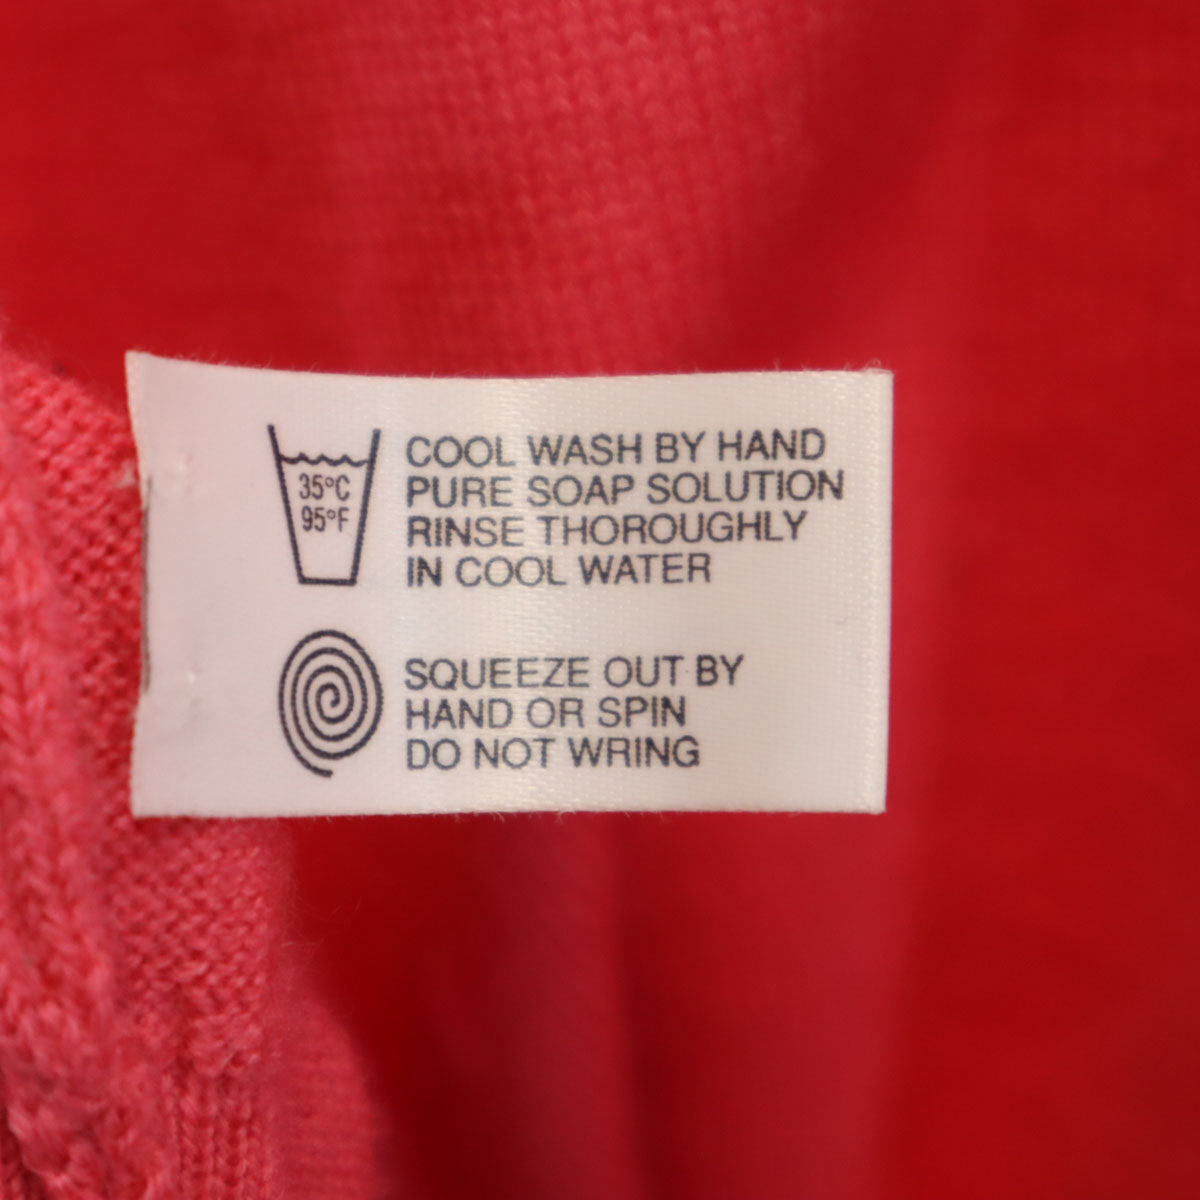 35°C
95°F
COOL WASH BY HAND
PURE SOAP SOLUTION
RINSE THOROUGHLY
IN COOL WATER
SQUEEZE OUT BY
HAND OR SPIN
DO NOT WRING